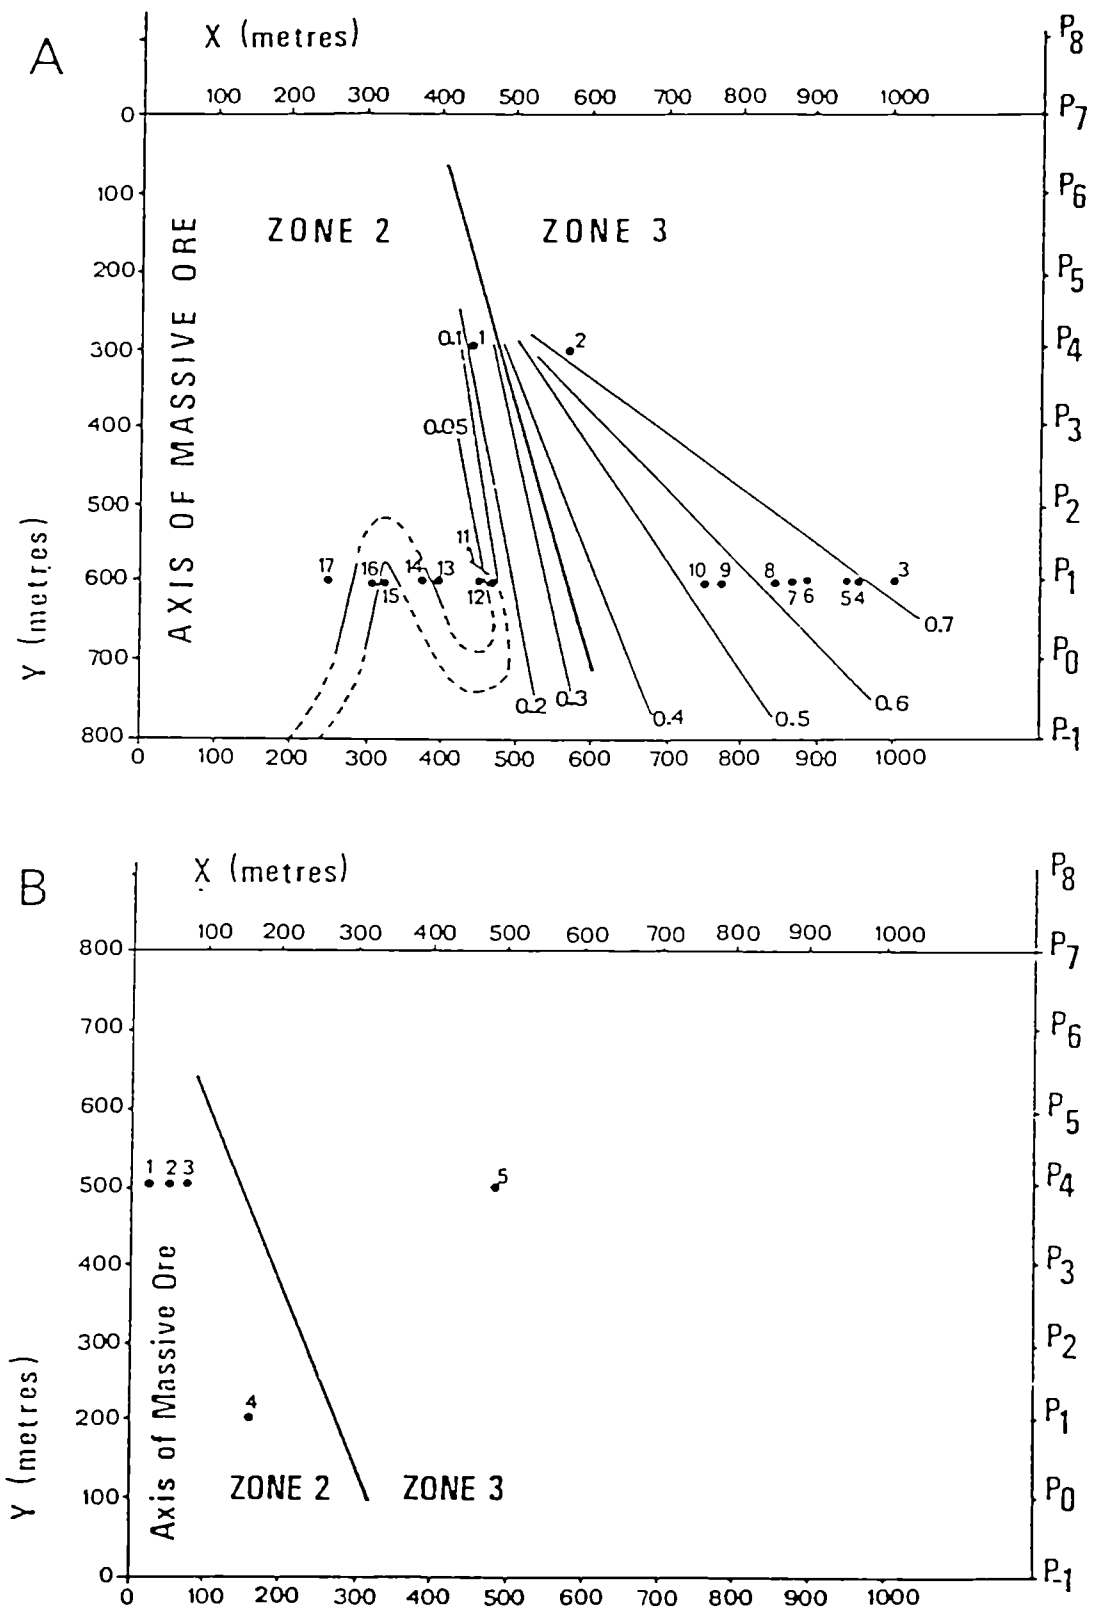 A
X (metres)
P8
100 200 300 400 500 600 700 800 900 1000
0 P7
100 P6
ZONE 2 ZONE 3
200 P5
AXIS OF MASSIVE ORE
300 0.1 1 2 P4
400 0.05 P3
500 P2
11
17 16 14 13 10 9 8 3
600 P1
15 12 7 6 5 4
0.7
Y (metres)
700 P0
0.2 0.3 0.4 0.5 0.6
800 P-1
0 100 200 300 400 500 600 700 800 900 1000
B
X (metres)
P8
100 200 300 400 500 600 700 800 900 1000
800 P7
700 P6
600 P5
1 2 3 5
500 P4
Axis of Massive Ore
400 P3
300 P2
4
200 P1
Y (metres)
ZONE 2 ZONE 3
100 P0
0 P-1
0 100 200 300 400 500 600 700 800 900 1000